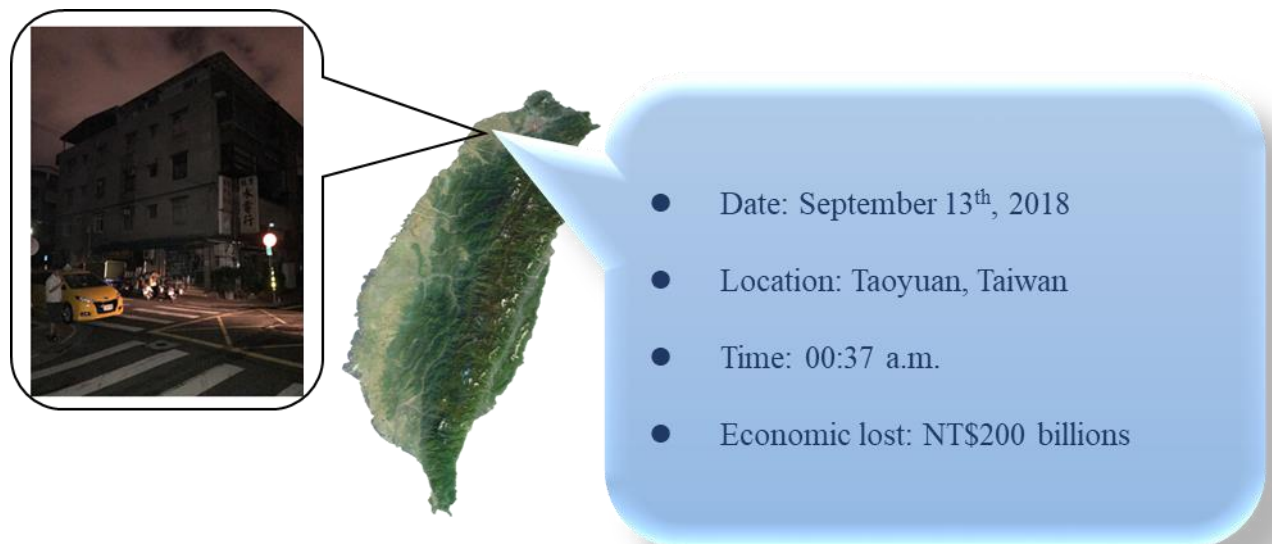 ● Date: September 13th, 2018
● Location: Taoyuan, Taiwan
● Time: 00:37 a.m.
● Economic lost: NT$200 billions